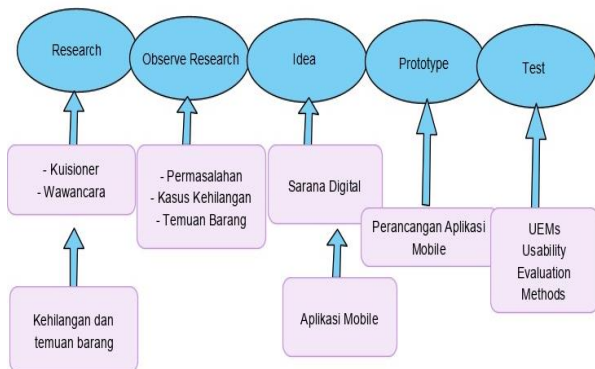 Research
Observe Research
Idea
Prototype
Test
- Kuisioner
- Wawancara
- Permasalahan
- Kasus Kehilangan
- Temuan Barang
Sarana Digital
Perancangan Aplikasi
Mobile
UEMs
Usability
Evaluation
Methods
Kehilangan dan
temuan barang
Aplikasi Mobile